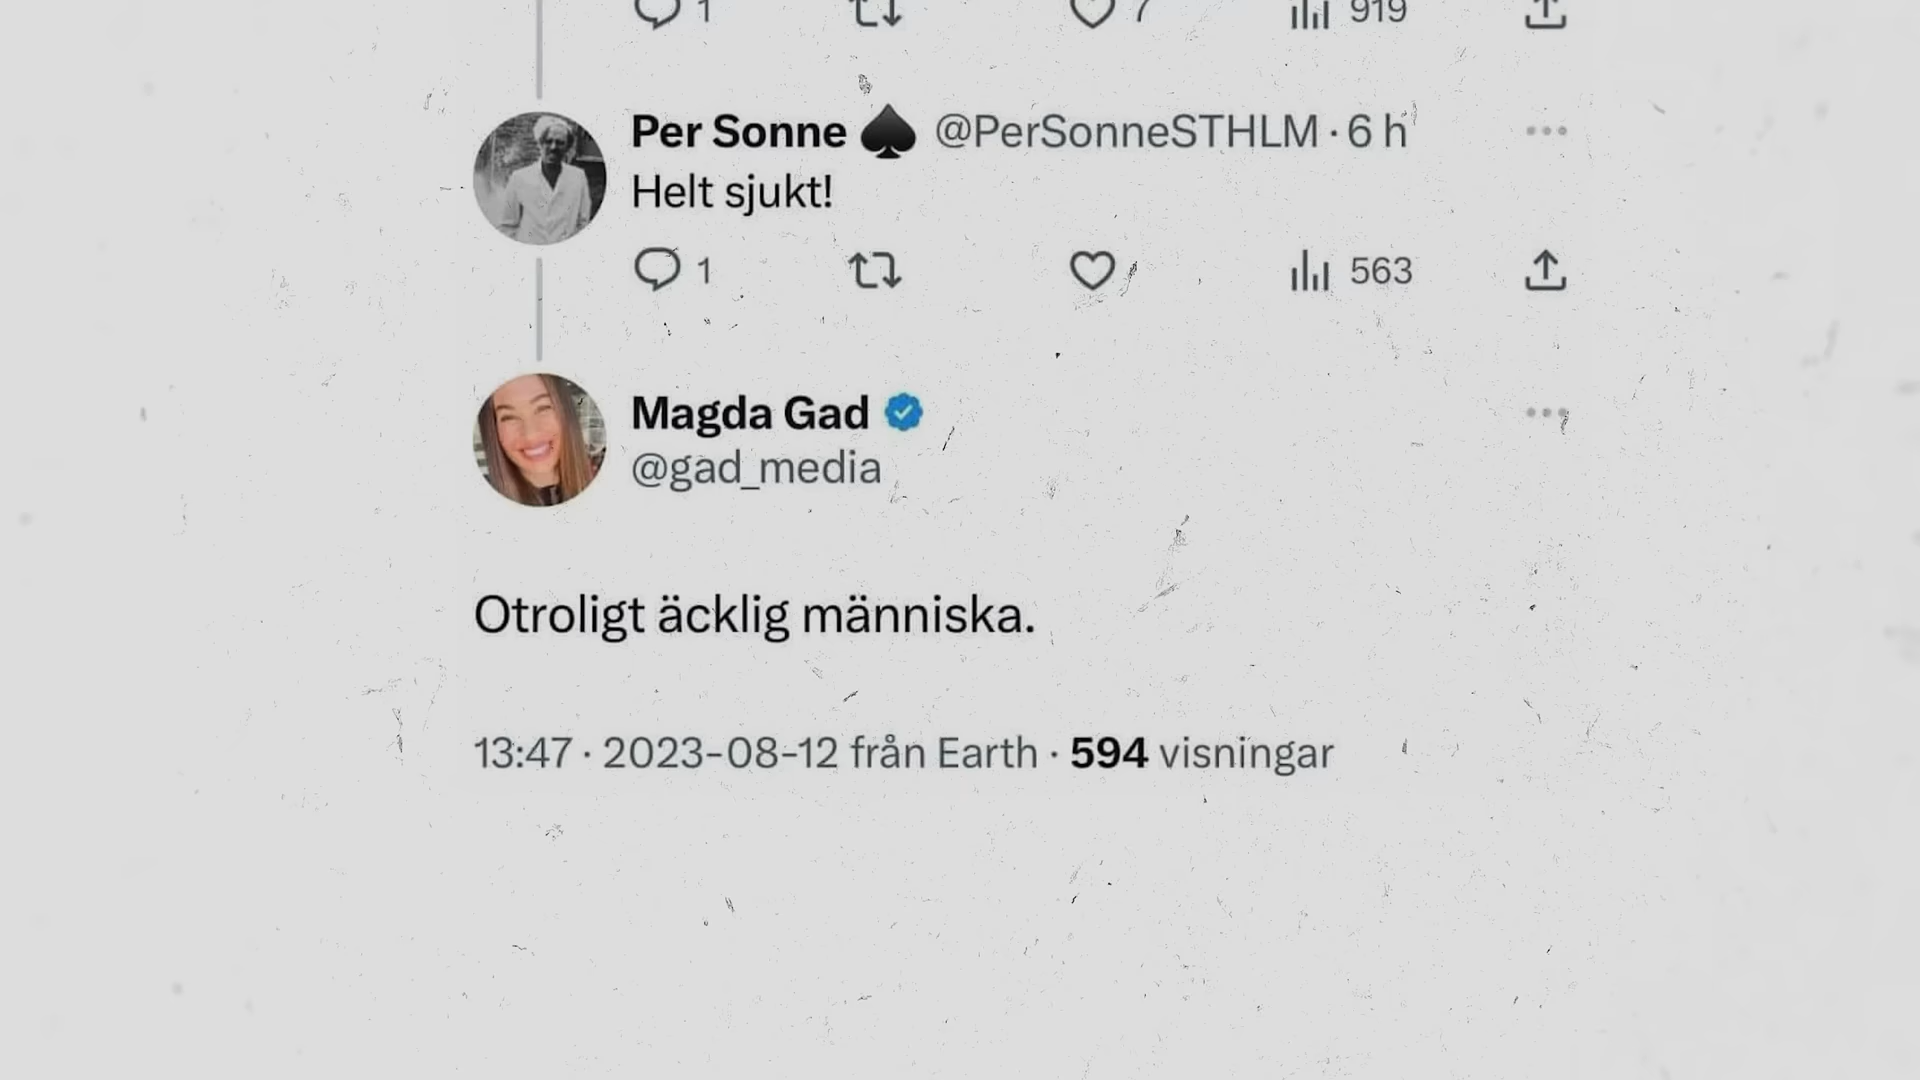 1 7 919
Per Sonne ♠ @PerSonneSTHLM · 6 h
Helt sjukt!
1 563
Magda Gad
@gad_media
Otroligt äcklig människa.
13:47 · 2023-08-12 från Earth · 594 visningar